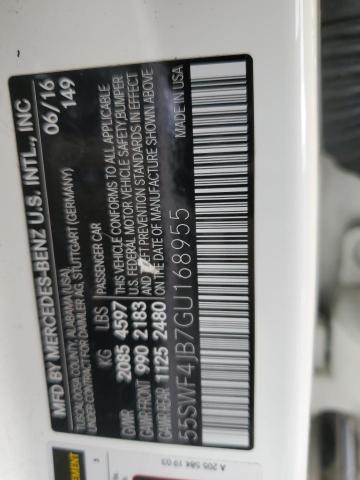 MFD BY MERCEDES-BENZ U.S. INTL., INC
TUSCALOOSA COUNTY, ALABAMA (USA)
UNDER CONTRACT FOR DAIMLER AG, STUTTGART (GERMANY)
06/16
149
PASSENGER CAR
KG LBS
GVWR 2085 4597
GAWR-FRONT 990 2183
GAWR-REAR 1125 2480
THIS VEHICLE CONFORMS TO ALL APPLICABLE
U.S. FEDERAL MOTOR VEHICLE SAFETY, BUMPER
AND THEFT PREVENTION STANDARDS IN EFFECT
ON THE DATE OF MANUFACTURE SHOWN ABOVE
MADE IN USA
55SWF4JB7GU168955
A 205 584 19 03